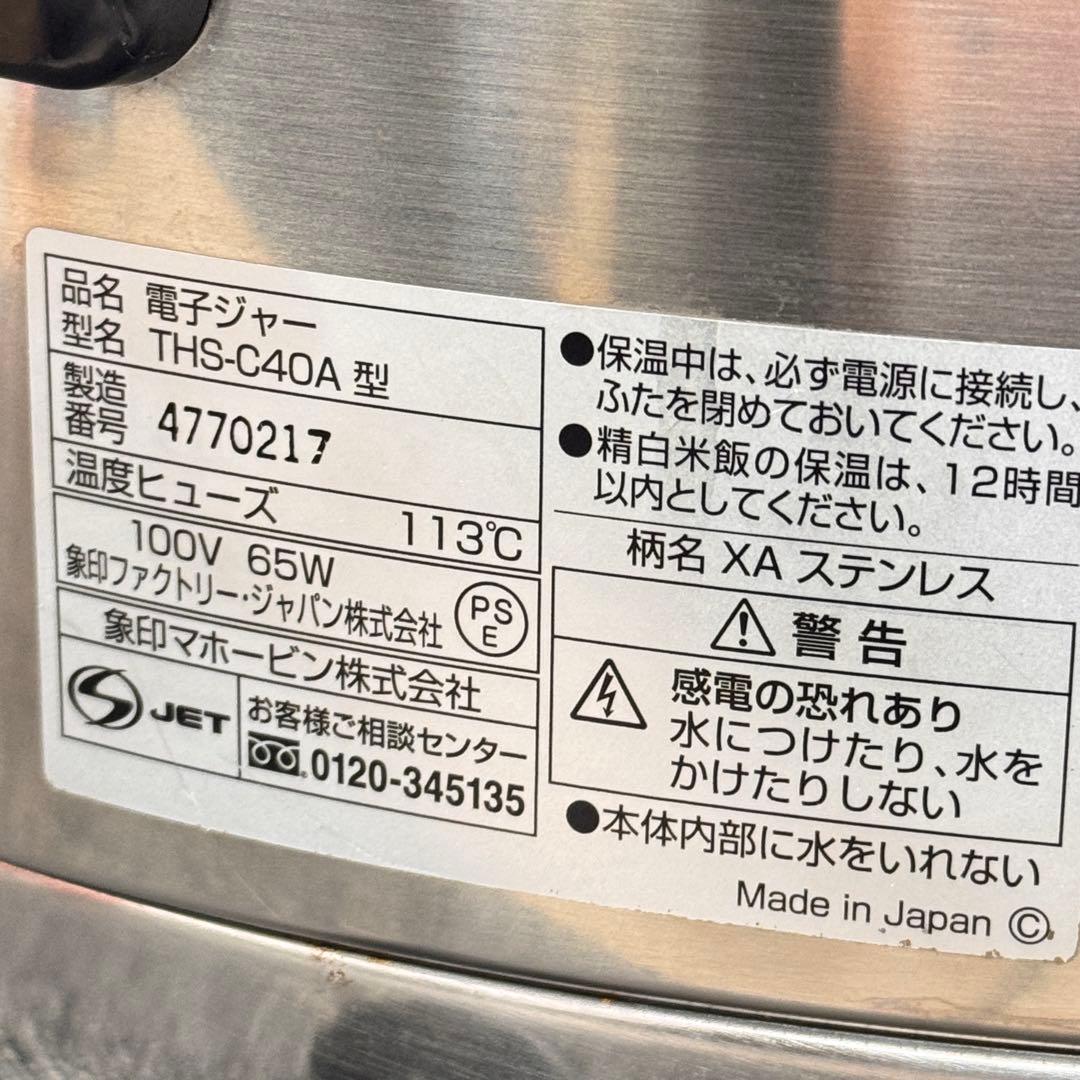 品名 電子ジャー
型名 THS-C40A 型
製造
番号 4770217
温度ヒューズ 113℃
100V 65W
象印ファクトリー・ジャパン株式会社
PS
E
象印マホービン株式会社
JET
お客様ご相談センター
0120-345135
●保温中は、必ず電源に接続し、
ふたを閉めておいてください。
●精白米飯の保温は、12時間
以内としてください。
柄名 XA ステンレス
警告
感電の恐れあり
水につけたり、水を
かけたりしない
●本体内部に水をいれない
Made in Japan Ⓒ